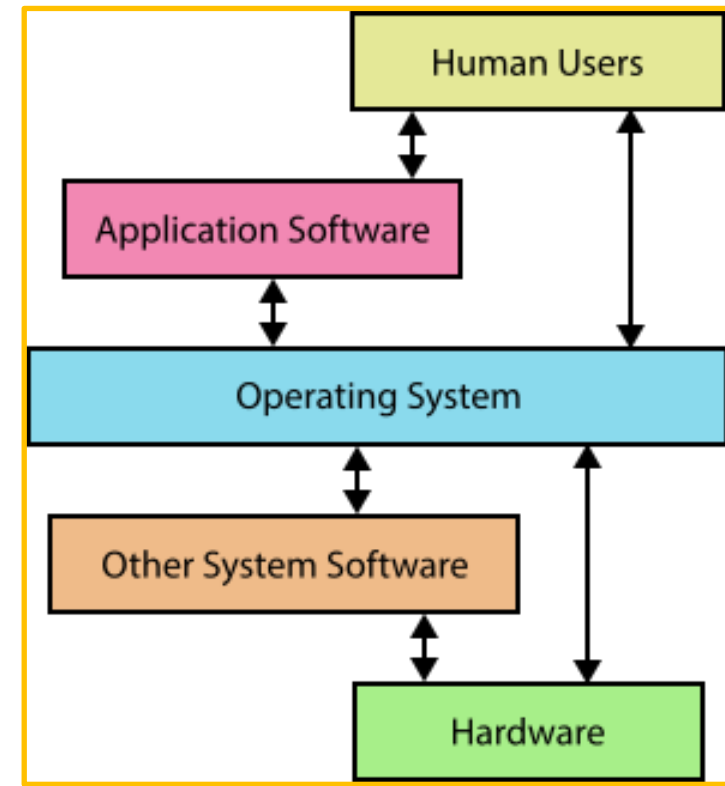 Human Users
Application Software
Operating System
Other System Software
Hardware